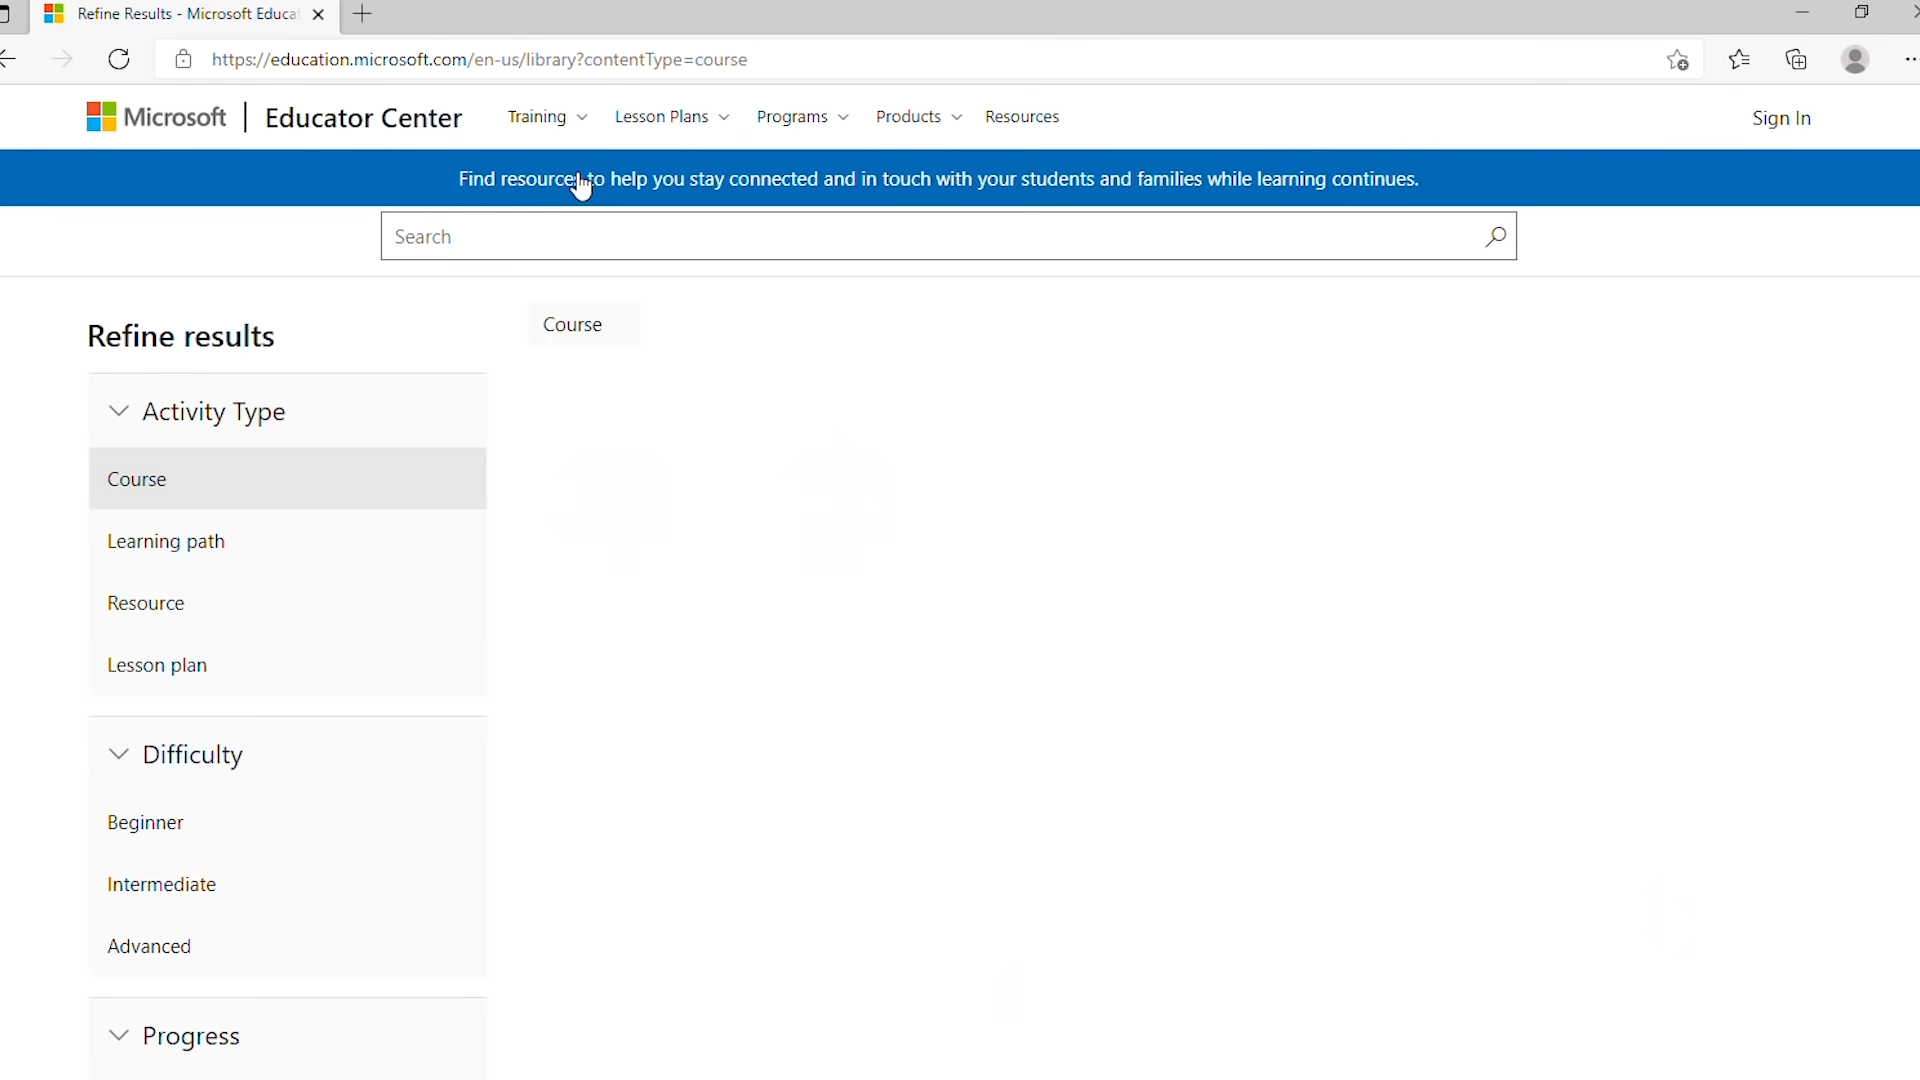 Refine Results - Microsoft Educa
https://education.microsoft.com/en-us/library?contentType=course
Microsoft | Educator Center Training Lesson Plans Programs Products Resources Sign In
Find resources to help you stay connected and in touch with your students and families while learning continues.
Search
Refine results
Course
Activity Type
Course
Learning path
Resource
Lesson plan
Difficulty
Beginner
Intermediate
Advanced
Progress